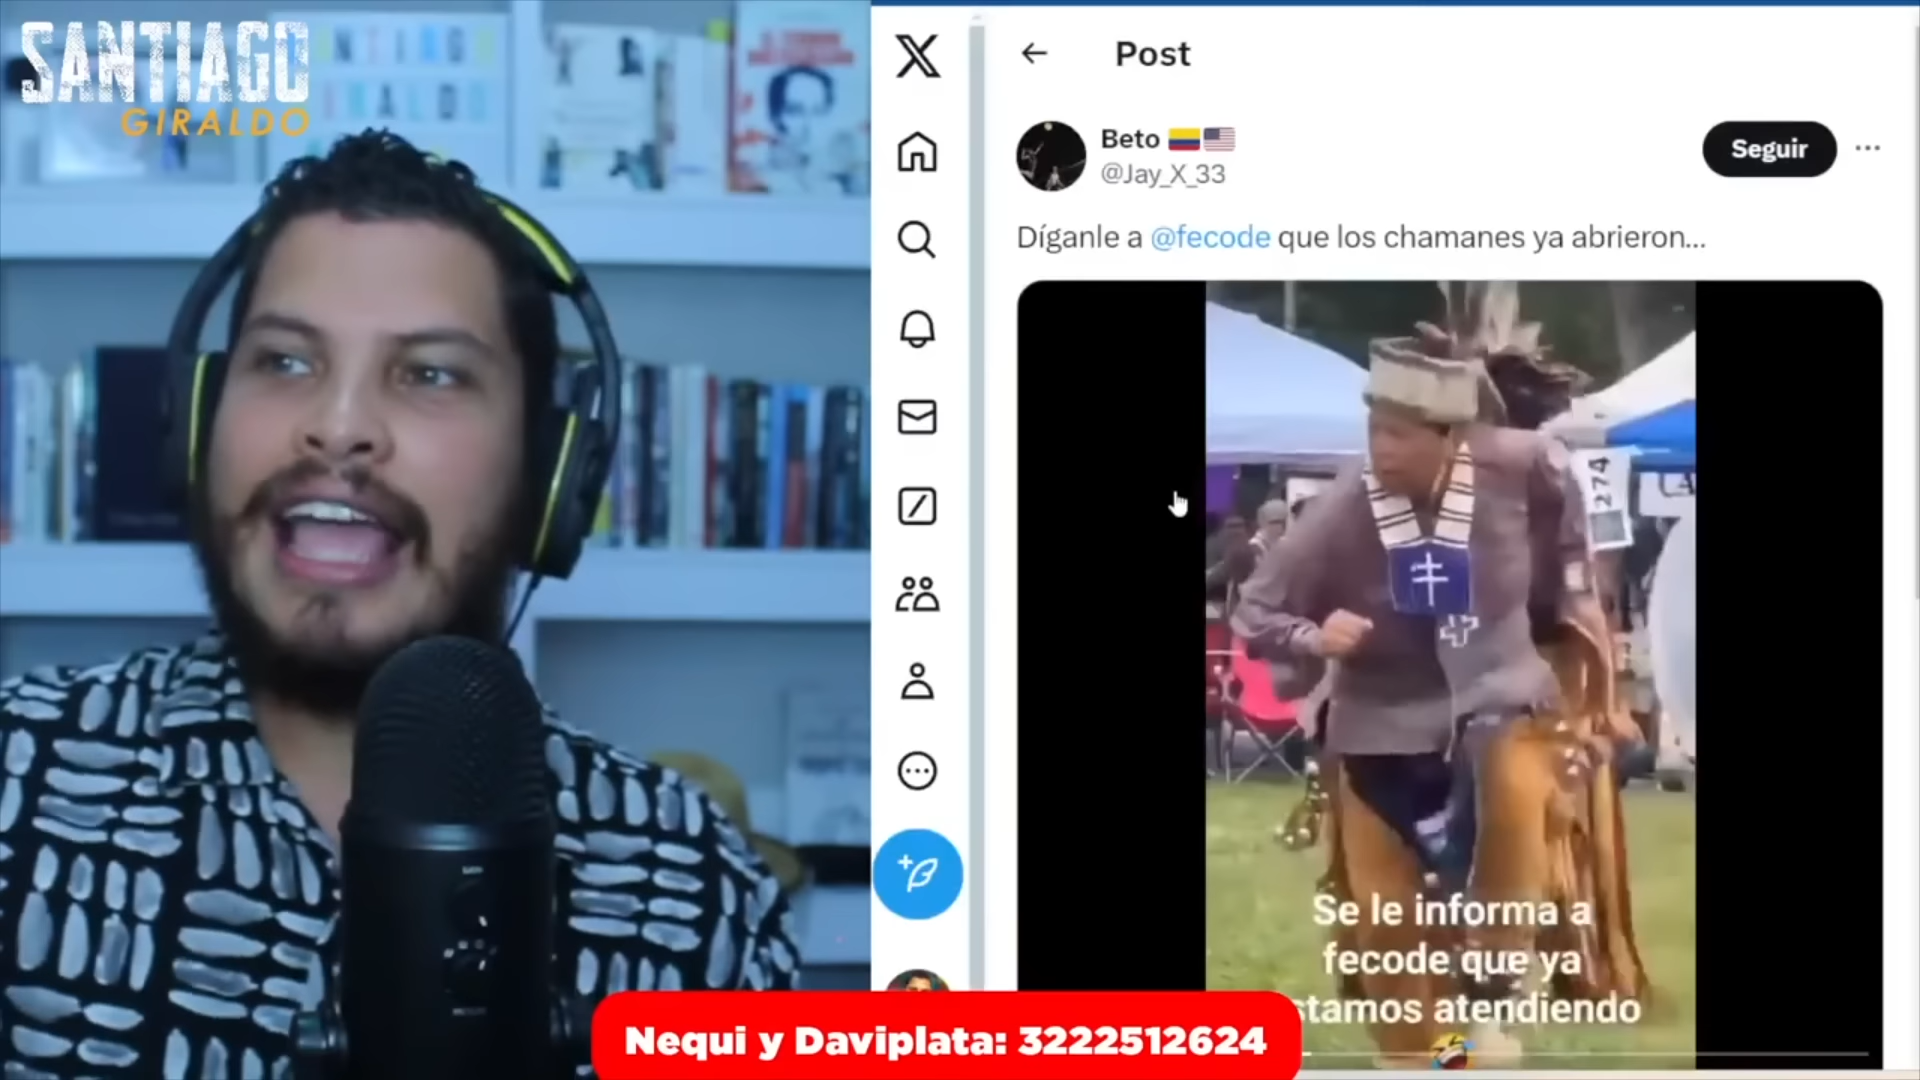 SANTIAGO
GIRALDO
Post
Beto
@Jay_X_33
Seguir
Díganle a @fecode que los chamanes ya abrieron...
274
Se le informa a
fecode que ya
stamos atendiendo
Nequi y Daviplata: 3222512624